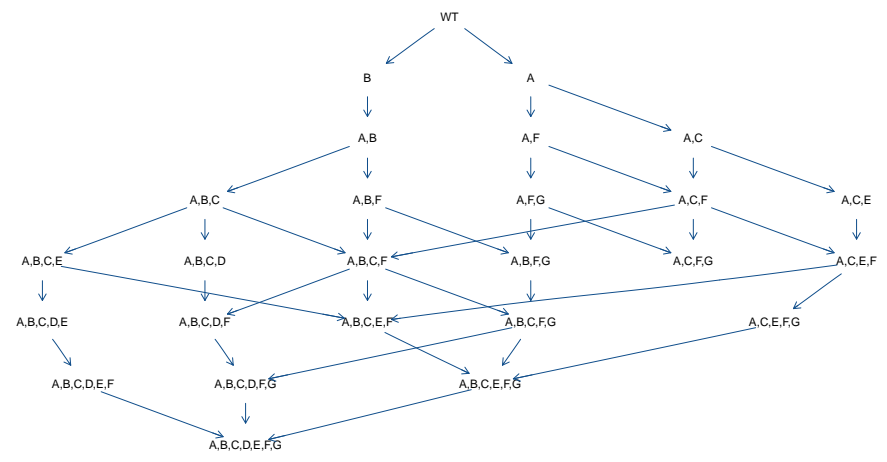 WT
B
A
A,B
A,F
A,C
A,B,C
A,B,F
A,F,G
A,C,F
A,C,E
A,B,C,E
A,B,C,D
A,B,C,F
A,B,F,G
A,C,F,G
A,C,E,F
A,B,C,D,E
A,B,C,D,F
A,B,C,E,F
A,B,C,F,G
A,C,E,F,G
A,B,C,D,E,F
A,B,C,D,F,G
A,B,C,E,F,G
A,B,C,D,E,F,G